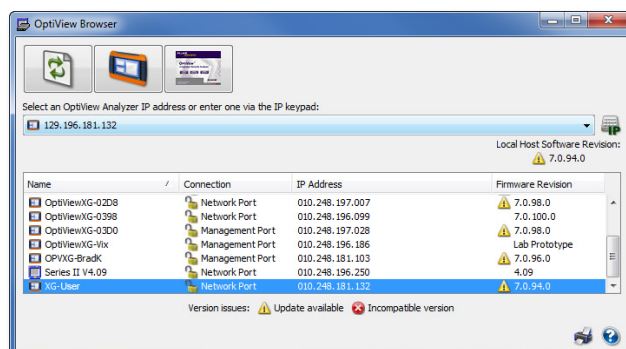 OptiView Browser
Select an OptiView Analyzer IP address or enter one via the IP keypad:
129.196.181.132
IP
Local Host Software Revision:
7.0.94.0
Name / Connection IP Address Firmware Revision
OptiViewXG-02D8 Network Port 010.248.197.007 7.0.98.0
OptiViewXG-0398 Network Port 010.248.196.099 7.0.100.0
OptiViewXG-03D0 Management Port 010.248.197.028 7.0.98.0
OptiViewXG-Vix Management Port 010.248.196.186 Lab Prototype
OPVXG-BradK Management Port 010.248.181.103 7.0.96.0
Series II V4.09 Network Port 010.248.196.250 4.09
XG-User Network Port 010.248.181.132 7.0.94.0
Version issues: Update available Incompatible version